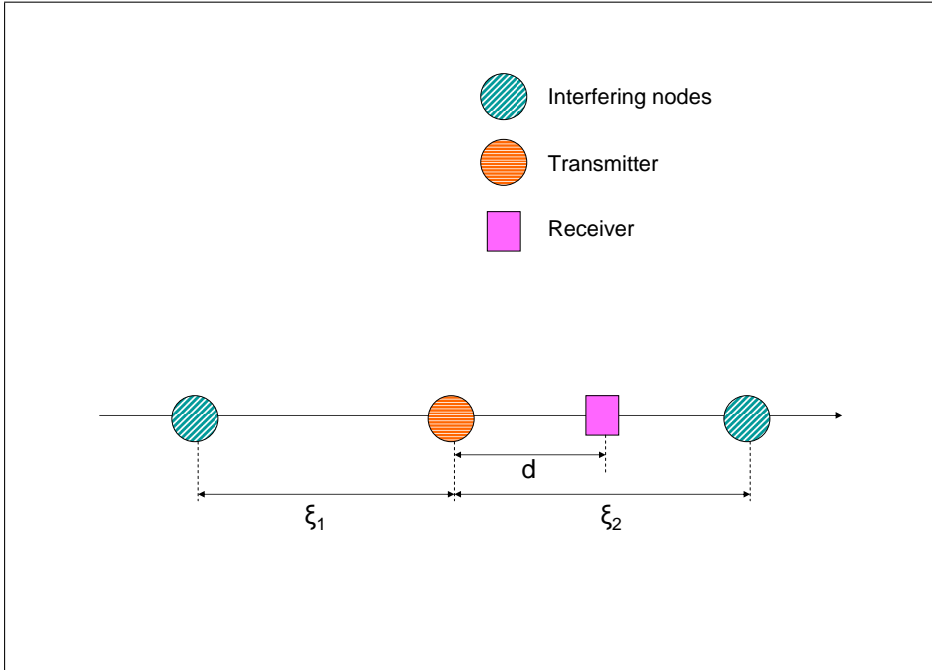 Interfering nodes
Transmitter
Receiver
d
ξ₁
ξ₂